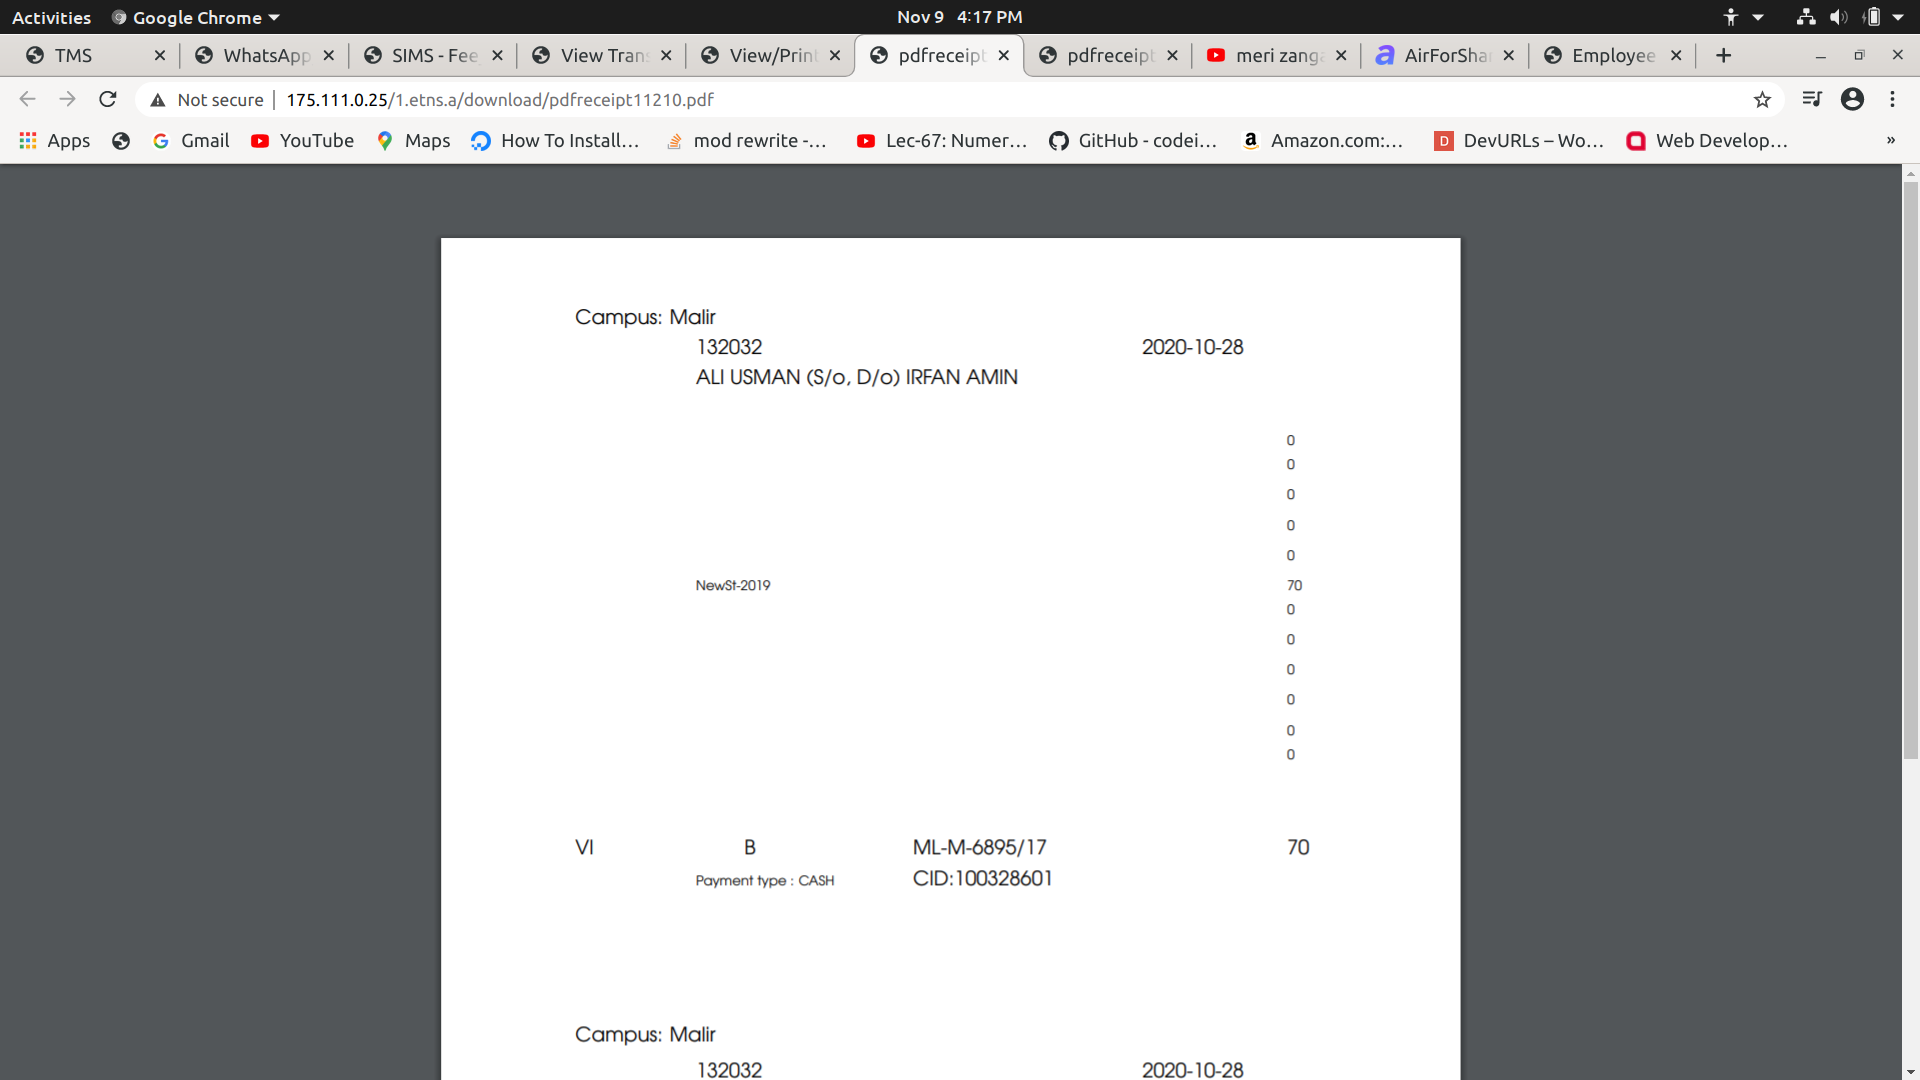 Activities Google Chrome Nov 9 4:17 PM
TMS WhatsApp SIMS - Fee View Trans View/Print pdfreceipt pdfreceipt meri zanga AirForShar Employee
Not secure 175.111.0.25/1.etns.a/download/pdfreceipt11210.pdf
Apps Gmail YouTube Maps How To Install... mod rewrite -... Lec-67: Numer... GitHub - codei... Amazon.com:... DevURLs – Wo... Web Develop... »
Campus: Malir
132032 2020-10-28
ALI USMAN (S/o, D/o) IRFAN AMIN
0
0
0
0
0
NewSt-2019 70
0
0
0
0
0
0
VI B ML-M-6895/17 70
Payment type : CASH CID:100328601
Campus: Malir
132032 2020-10-28